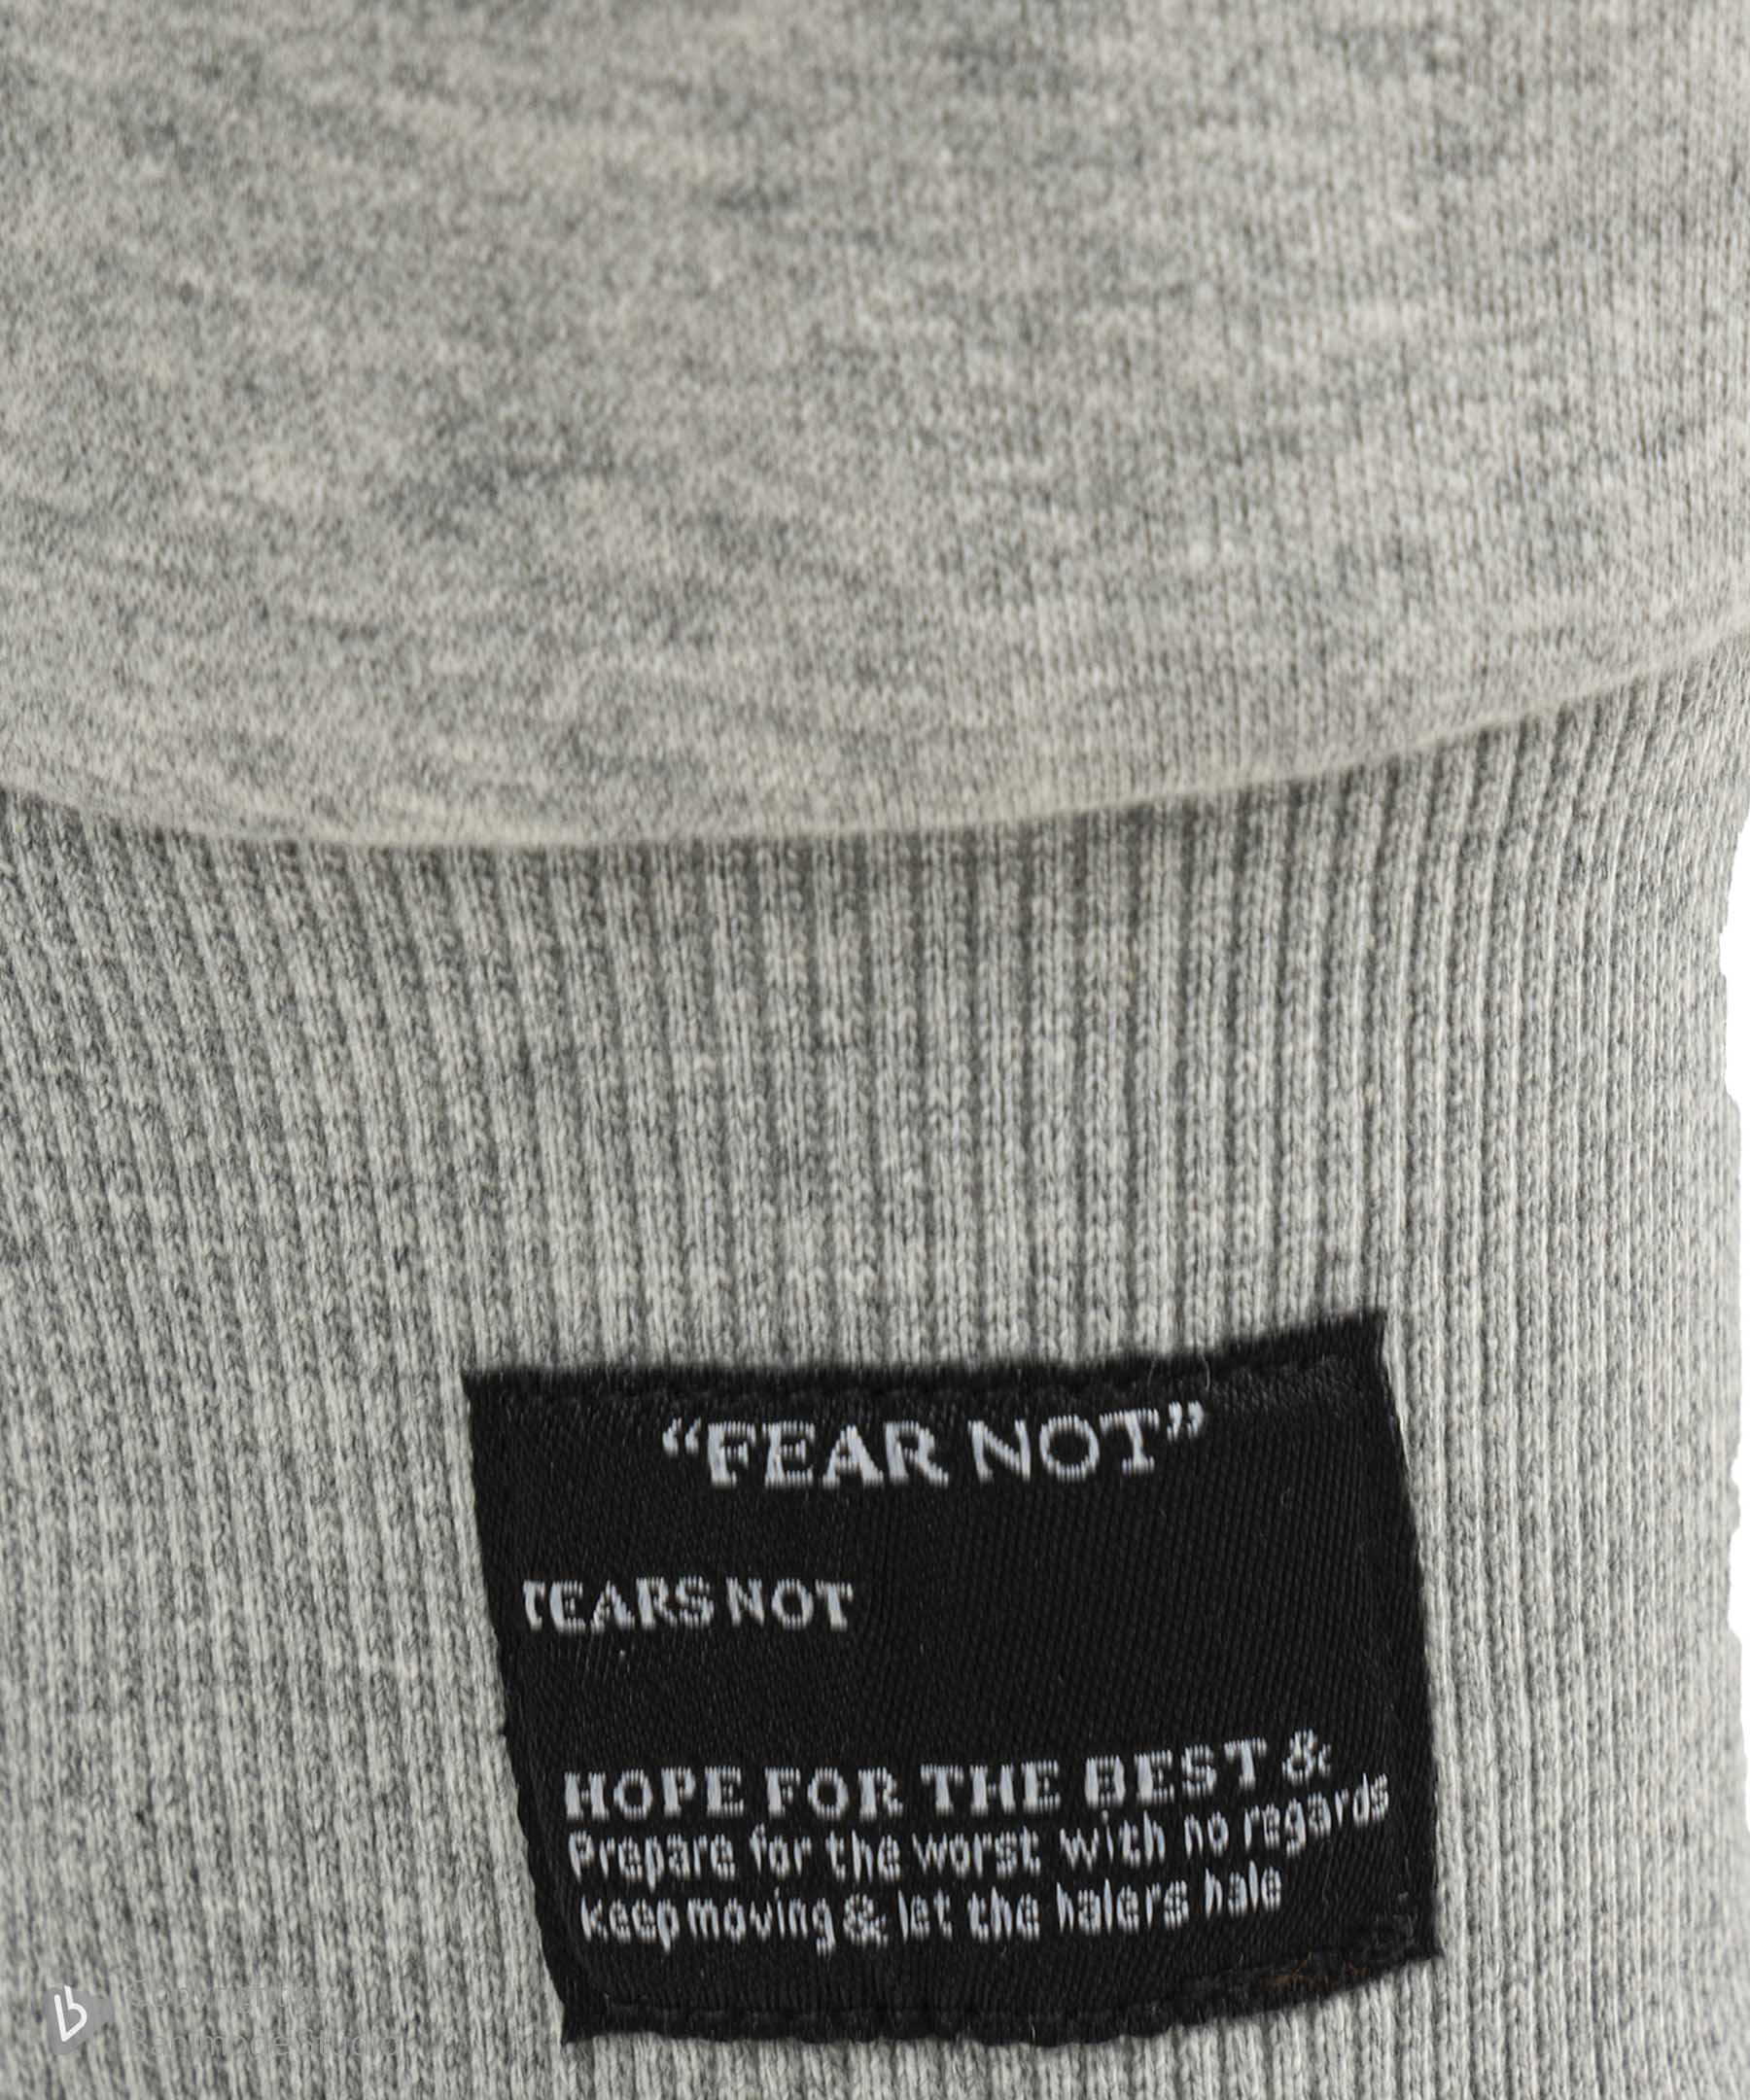 “FEAR NOT”
TEARS NOT
HOPE FOR THE BEST &
Prepare for the worst with no regards
keep moving & let the haters hate